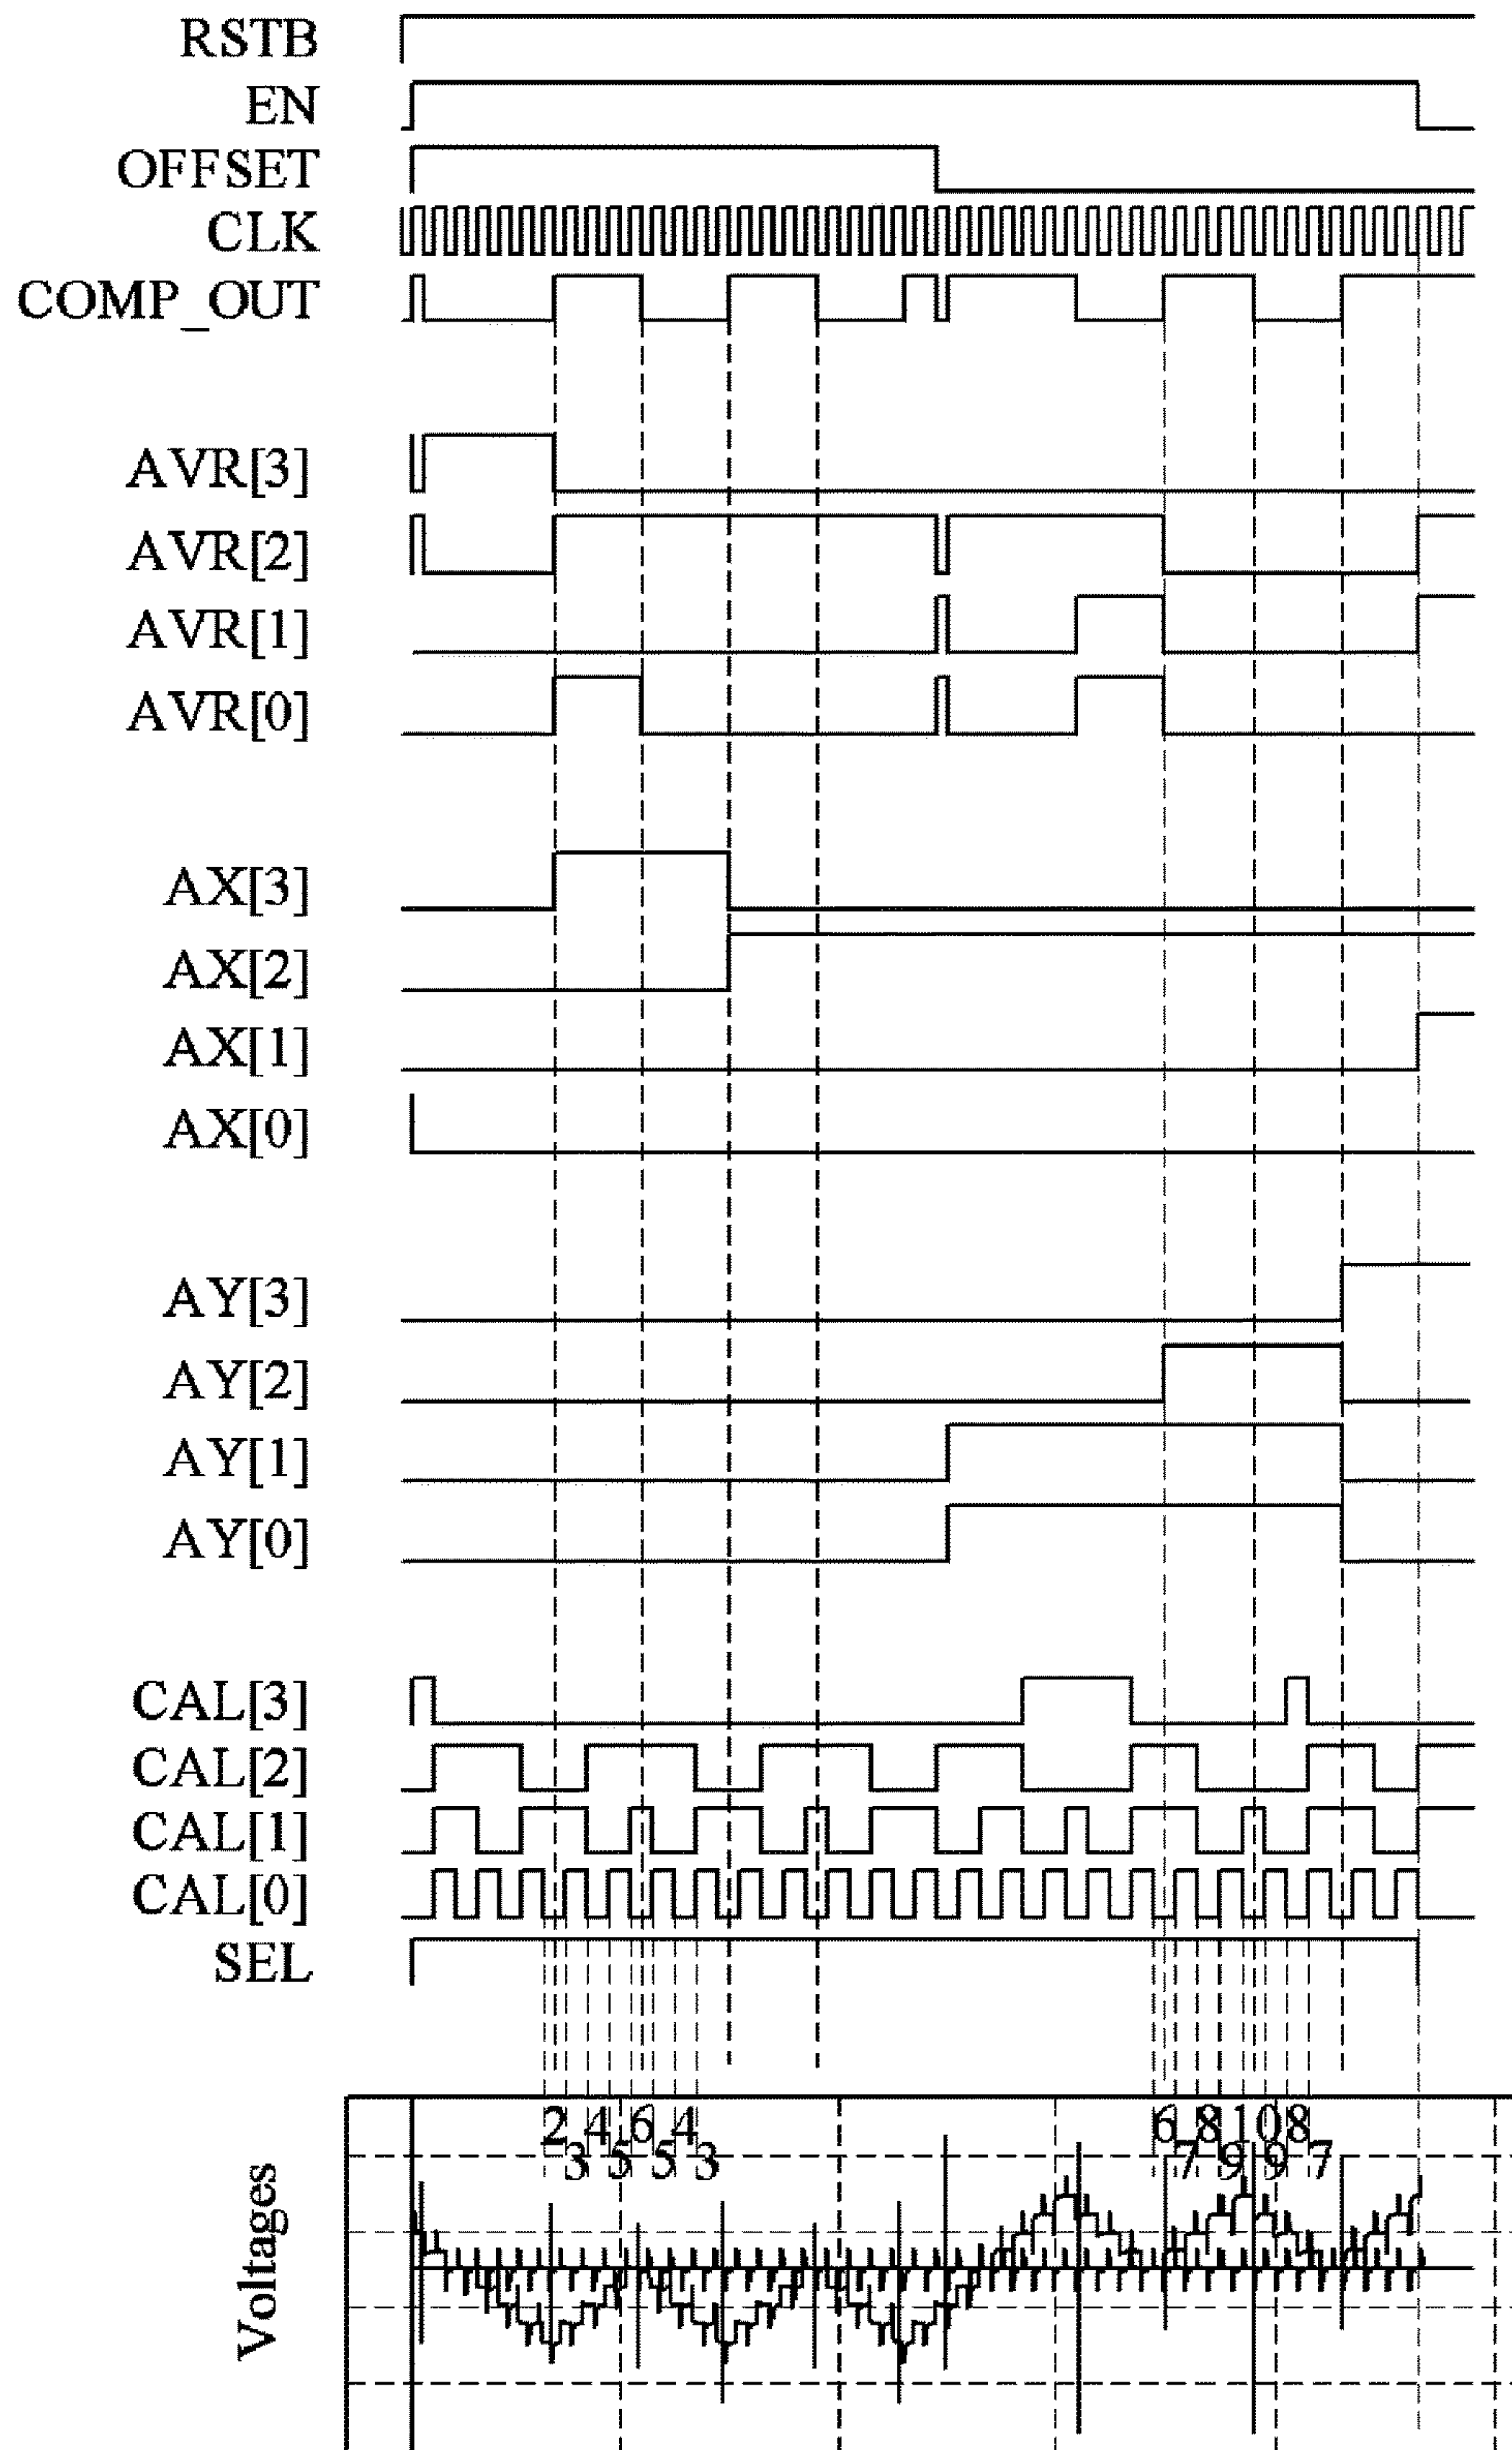 RSTB
EN
OFFSET
CLK
COMP_OUT
AVR[3]
AVR[2]
AVR[1]
AVR[0]
AX[3]
AX[2]
AX[1]
AX[0]
AY[3]
AY[2]
AY[1]
AY[0]
CAL[3]
CAL[2]
CAL[1]
CAL[0]
SEL
2 3 4 5 6 5 4 3 6 7 8 9 10 9 8 7
Voltages